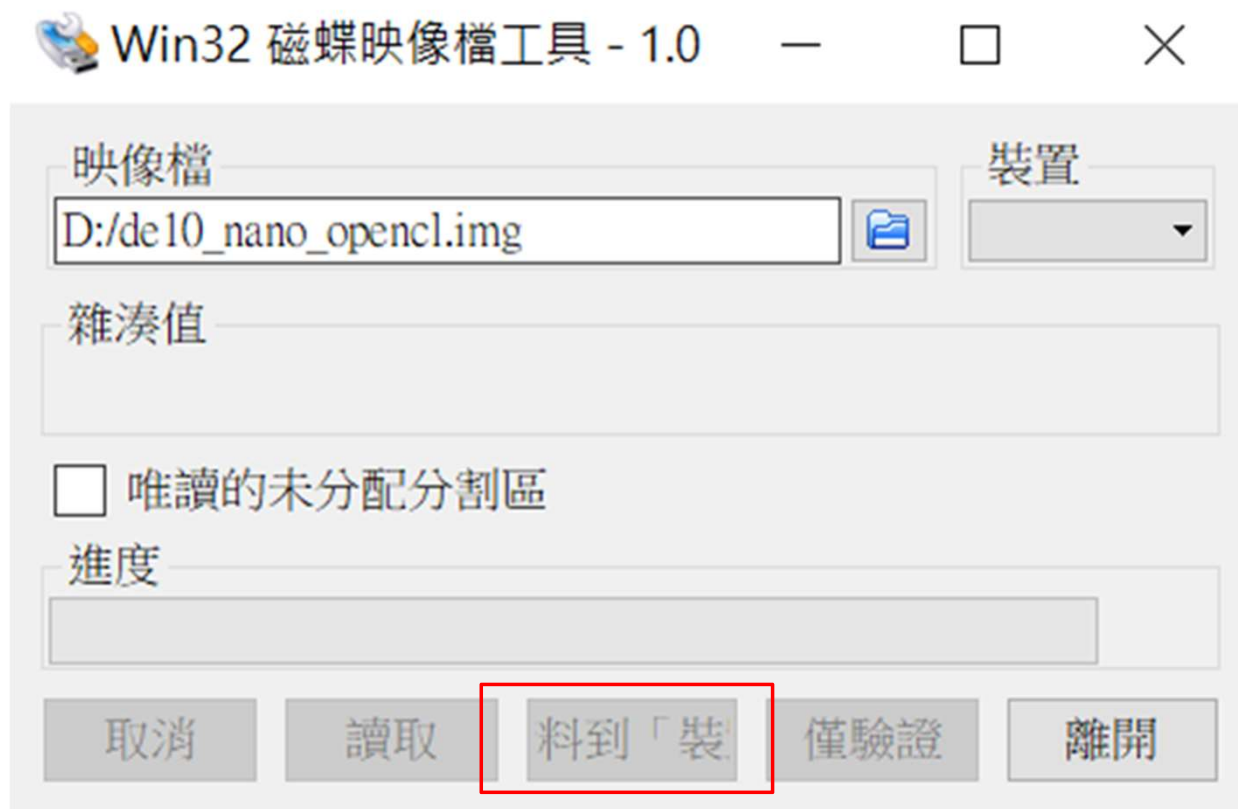 Win32 磁蝶映像檔工具 - 1.0
映像檔
裝置
D:/de10_nano_opencl.img
雜湊值
唯讀的未分配分割區
進度
取消 讀取 料到「裝 僅驗證 離開